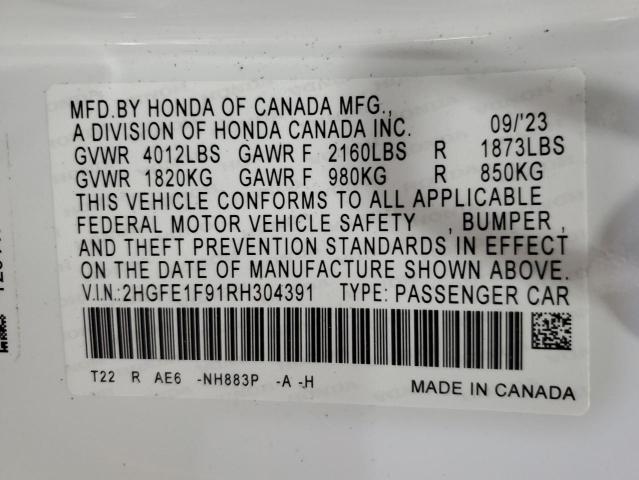 MFD.BY HONDA OF CANADA MFG.,
A DIVISION OF HONDA CANADA INC. 09/'23
GVWR 4012LBS GAWR F 2160LBS R 1873LBS
GVWR 1820KG GAWR F 980KG R 850KG
THIS VEHICLE CONFORMS TO ALL APPLICABLE
FEDERAL MOTOR VEHICLE SAFETY , BUMPER ,
AND THEFT PREVENTION STANDARDS IN EFFECT
ON THE DATE OF MANUFACTURE SHOWN ABOVE.
V.I.N.:2HGFE1F91RH304391 TYPE: PASSENGER CAR
T22 R AE6 -NH883P -A -H
MADE IN CANADA